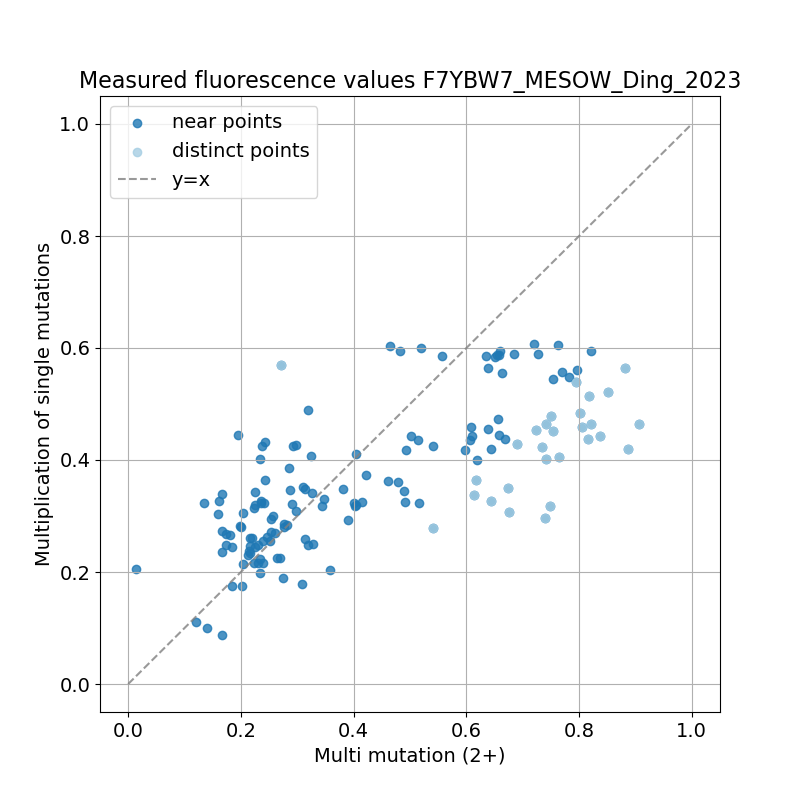 Measured fluorescence values F7YBW7_MESOW_Ding_2023
near points
distinct points
y=x
1.0
0.8
0.6
0.4
0.2
0.0
Multiplication of single mutations
0.0 0.2 0.4 0.6 0.8 1.0
Multi mutation (2+)